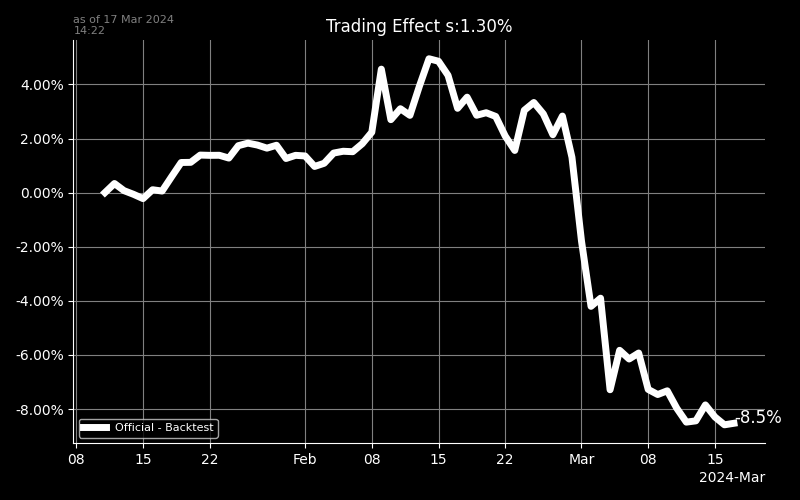 as of 17 Mar 2024
14:22
Trading Effect s:1.30%
4.00%
2.00%
0.00%
-2.00%
-4.00%
-6.00%
-8.00%
-8.5%
Official - Backtest
08 15 22 Feb 08 15 22 Mar 08 15
2024-Mar